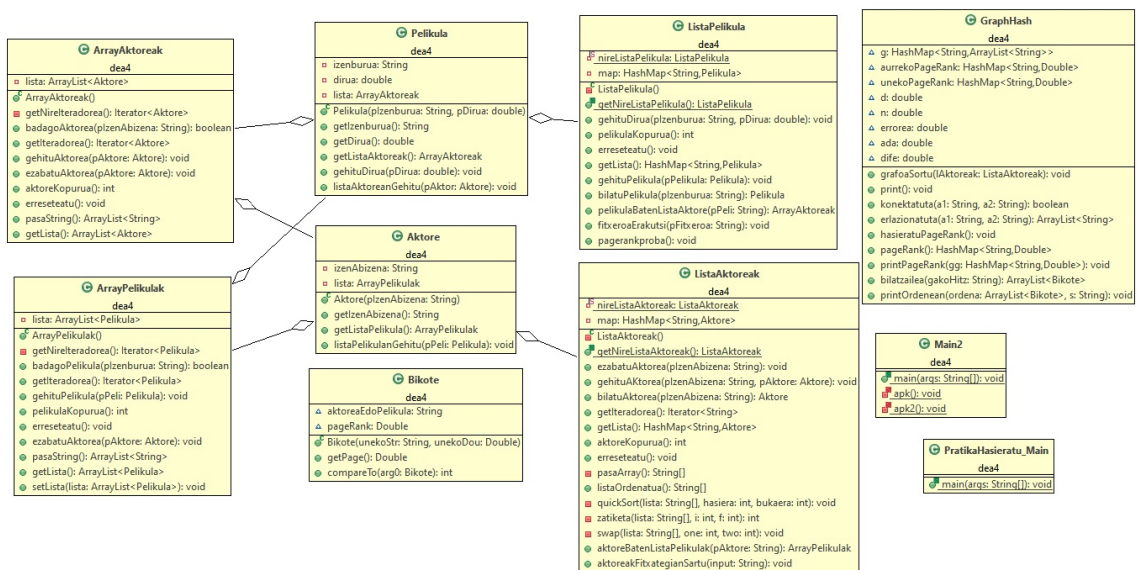 ArrayAktoreak
dea4
lista: ArrayList<Aktore>
ArrayAktoreak()
getNireIteradorea(): Iterator<Aktore>
badagoAktorea(pIzenAbizena: String): boolean
getIteradorea(): Iterator<Aktore>
gehituAktorea(pAktore: Aktore): void
ezabatuAktorea(pAktore: Aktore): void
aktoreKopurua(): int
erreseteatu(): void
pasaString(): ArrayList<String>
getLista(): ArrayList<Aktore>
Pelikula
dea4
izenburua: String
dirua: double
lista: ArrayAktoreak
Pelikula(pIzenburua: String, pDirua: double)
getIzenburua(): String
getDirua(): double
getListaAktoreak(): ArrayAktoreak
gehituDirua(pDirua: double): void
listaAktoreanGehitu(pAktor: Aktore): void
ListaPelikula
dea4
nireListaPelikula: ListaPelikula
map: HashMap<String,Pelikula>
ListaPelikula()
getNireListaPelikula(): ListaPelikula
gehituDirua(pIzenburua: String, pDirua: double): void
pelikulaKopurua(): int
erreseteatu(): void
getLista(): HashMap<String,Pelikula>
gehituPelikula(pPelikula: Pelikula): void
bilatuPelikula(pIzenburua: String): Pelikula
pelikulaBatenListaAktore(pPeli: String): ArrayAktoreak
fitxeroaErakutsi(pFitxeroa: String): void
pagerankproba(): void
GraphHash
dea4
g: HashMap<String,ArrayList<String>>
aurrekoPageRank: HashMap<String,Double>
unekoPageRank: HashMap<String,Double>
d: double
n: double
errorea: double
ada: double
dife: double
grafoaSortu(lAktoreak: ListaAktoreak): void
print(): void
konektatuta(a1: String, a2: String): boolean
erlazionatuta(a1: String, a2: String): ArrayList<String>
hasieratuPageRank(): void
pageRank(): HashMap<String,Double>
printPageRank(gg: HashMap<String,Double>): void
bilatzailea(gakoHitz: String): ArrayList<Bikote>
printOrdenean(ordena: ArrayList<Bikote>, s: String): void
ArrayPelikulak
dea4
lista: ArrayList<Pelikula>
ArrayPelikulak()
getNireIteradorea(): Iterator<Pelikula>
badagoPelikula(pIzenburua: String): boolean
getIteradorea(): Iterator<Pelikula>
gehituPelikula(pPeli: Pelikula): void
pelikulaKopurua(): int
erreseteatu(): void
ezabatuAktorea(pAktore: Aktore): void
pasaString(): ArrayList<String>
getLista(): ArrayList<Pelikula>
setLista(lista: ArrayList<Pelikula>): void
Aktore
dea4
izenAbizena: String
lista: ArrayPelikulak
Aktore(pIzenAbizena: String)
getIzenAbizena(): String
getListaPelikula(): ArrayPelikulak
listaPelikulanGehitu(pPeli: Pelikula): void
Bikote
dea4
aktoreaEdoPelikula: String
pageRank: Double
Bikote(unekoStr: String, unekoDou: Double)
getPage(): Double
compareTo(arg0: Bikote): int
ListaAktoreak
dea4
nireListaAktoreak: ListaAktoreak
map: HashMap<String,Aktore>
ListaAktoreak()
getNireListaAktoreak(): ListaAktoreak
ezabatuAktorea(pIzenAbizena: String): void
gehituAKtorea(pIzenAbizena: String, pAktore: Aktore): void
bilatuAktorea(pIzenAbizena: String): Aktore
getIteradorea(): Iterator<String>
getLista(): HashMap<String,Aktore>
aktoreKopurua(): int
erreseteatu(): void
pasaArray(): String[]
listaOrdenatua(): String[]
quickSort(lista: String[], hasiera: int, bukaera: int): void
zatiketa(lista: String[], i: int, f: int): int
swap(lista: String[], one: int, two: int): void
aktoreBatenListaPelikulak(pAktore: String): ArrayPelikulak
aktoreakFitxategianSartu(input: String): void
Main2
dea4
main(args: String[]): void
apk(): void
apk2(): void
PratikaHasieratu_Main
dea4
main(args: String[]): void